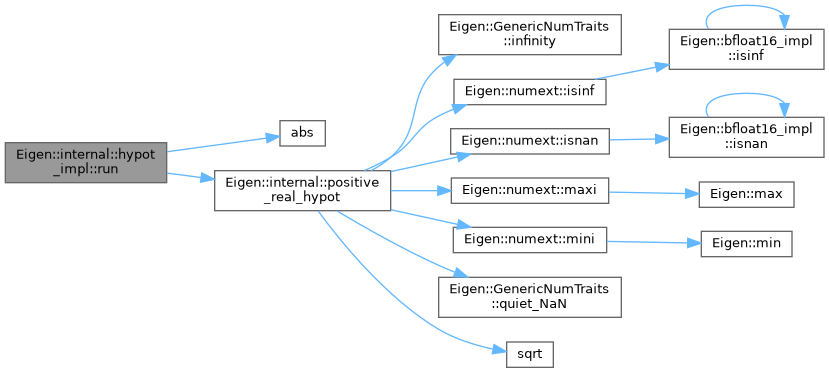 Eigen::internal::hypot
_impl::run
abs
Eigen::internal::positive
_real_hypot
Eigen::GenericNumTraits
::infinity
Eigen::numext::isinf
Eigen::numext::isnan
Eigen::numext::maxi
Eigen::numext::mini
Eigen::GenericNumTraits
::quiet_NaN
sqrt
Eigen::bfloat16_impl
::isinf
Eigen::bfloat16_impl
::isnan
Eigen::max
Eigen::min